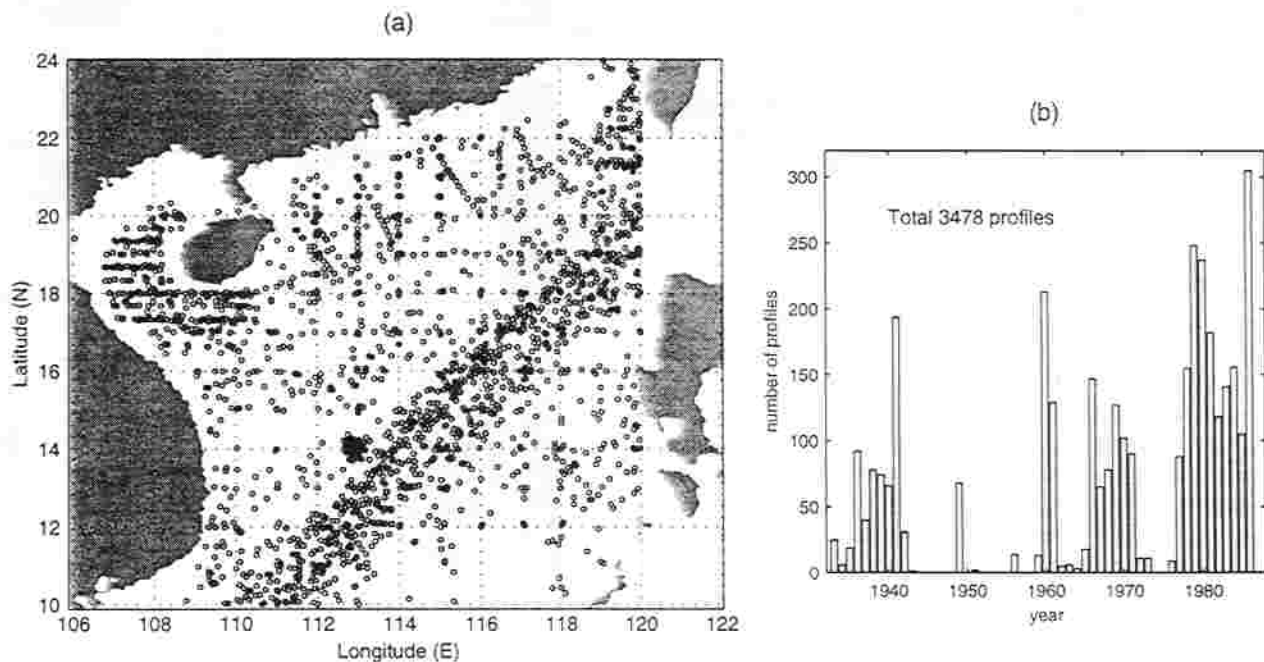 (a)
24
22
20
18
16
14
12
10
Latitude (N)
106 108 110 112 114 116 118 120 122
Longitude (E)
(b)
Total 3478 profiles
300
250
200
150
100
50
0
number of profiles
1940 1950 1960 1970 1980
year